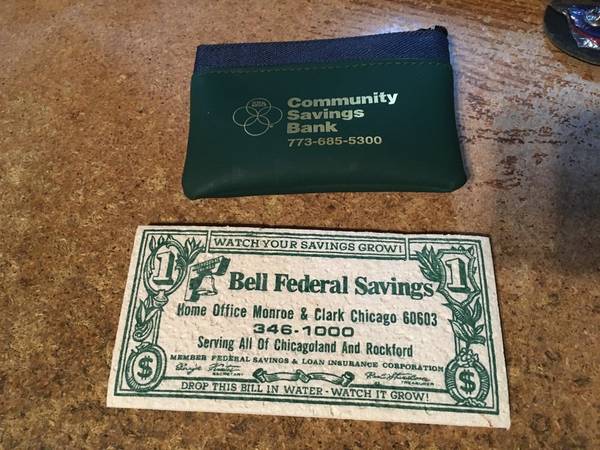 Community
Savings
Bank
773-685-5300
WATCH YOUR SAVINGS GROW!
1 Bell Federal Savings 1
Home Office Monroe & Clark Chicago 60603
346-1000
Serving All Of Chicagoland And Rockford
MEMBER FEDERAL SAVINGS & LOAN INSURANCE CORPORATION
SECRETARY
TREASURER
$ $
DROP THIS BILL IN WATER - WATCH IT GROW!